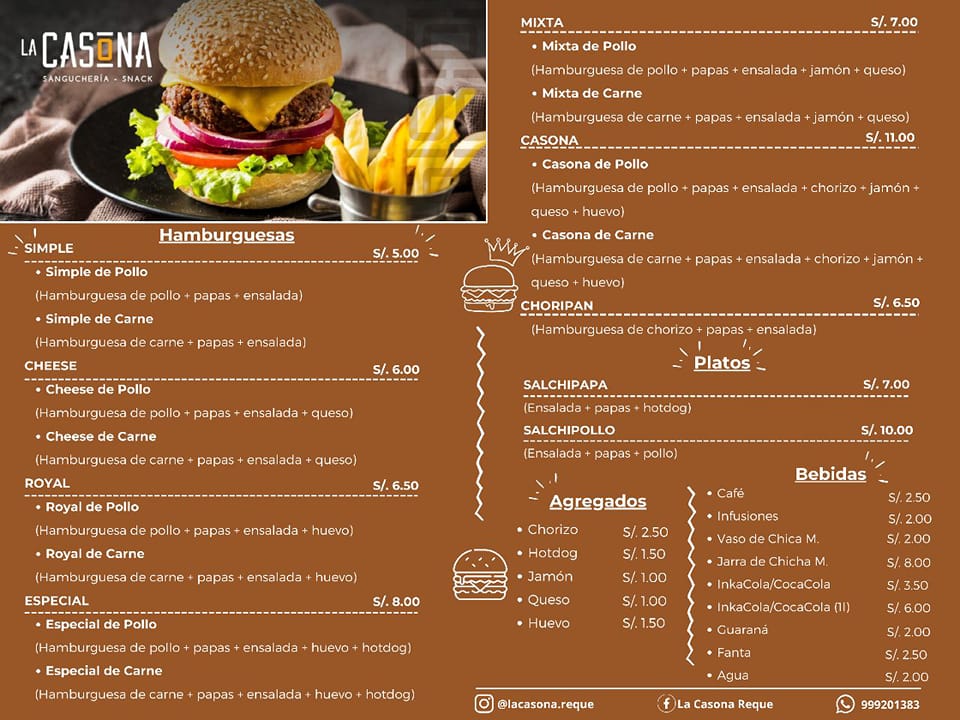 LA CASONA
SANGUCHERÍA - SNACK
Hamburguesas
SIMPLE S/. 5.00
• Simple de Pollo
(Hamburguesa de pollo + papas + ensalada)
• Simple de Carne
(Hamburguesa de carne + papas + ensalada)
CHEESE S/. 6.00
• Cheese de Pollo
(Hamburguesa de pollo + papas + ensalada + queso)
• Cheese de Carne
(Hamburguesa de carne + papas + ensalada + queso)
ROYAL S/. 6.50
• Royal de Pollo
(Hamburguesa de pollo + papas + ensalada + huevo)
• Royal de Carne
(Hamburguesa de carne + papas + ensalada + huevo)
ESPECIAL S/. 8.00
• Especial de Pollo
(Hamburguesa de pollo + papas + ensalada + huevo + hotdog)
• Especial de Carne
(Hamburguesa de carne + papas + ensalada + huevo + hotdog)
MIXTA S/. 7.00
• Mixta de Pollo
(Hamburguesa de pollo + papas + ensalada + jamón + queso)
• Mixta de Carne
(Hamburguesa de carne + papas + ensalada + jamón + queso)
CASONA S/. 11.00
• Casona de Pollo
(Hamburguesa de pollo + papas + ensalada + chorizo + jamón +
queso + huevo)
• Casona de Carne
(Hamburguesa de carne + papas + ensalada + chorizo + jamón +
queso + huevo)
CHORIPAN S/. 6.50
(Hamburguesa de chorizo + papas + ensalada)
Platos
SALCHIPAPA S/. 7.00
(Ensalada + papas + hotdog)
SALCHIPOLLO S/. 10.00
(Ensalada + papas + pollo)
Agregados
• Chorizo S/. 2.50
• Hotdog S/. 1.50
• Jamón S/. 1.00
• Queso S/. 1.00
• Huevo S/. 1.50
Bebidas
• Café S/. 2.50
• Infusiones S/. 2.00
• Vaso de Chica M. S/. 2.00
• Jarra de Chicha M. S/. 8.00
• InkaCola/CocaCola S/. 3.50
• InkaCola/CocaCola (1l) S/. 6.00
• Guaraná S/. 2.00
• Fanta S/. 2.50
• Agua S/. 2.00
@lacasona.reque La Casona Reque 999201383